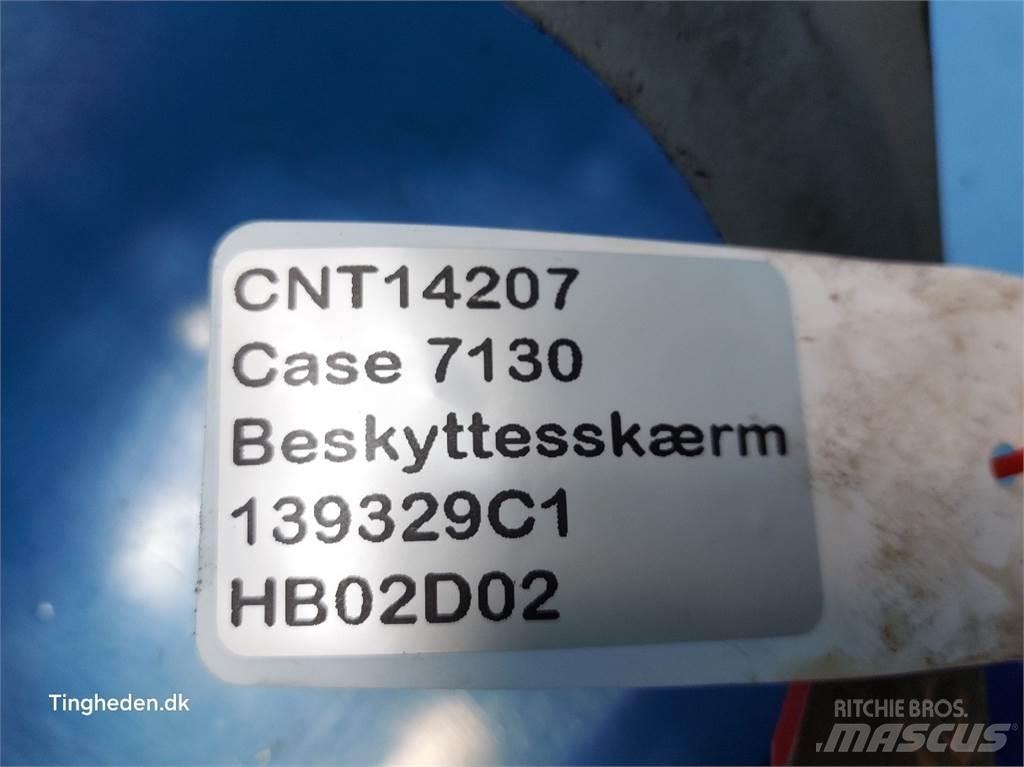 CNT14207
Case 7130
Beskyttesskærm
139329C1
HB02D02
Tingheden.dk
RITCHIE BROS.
MASCUS